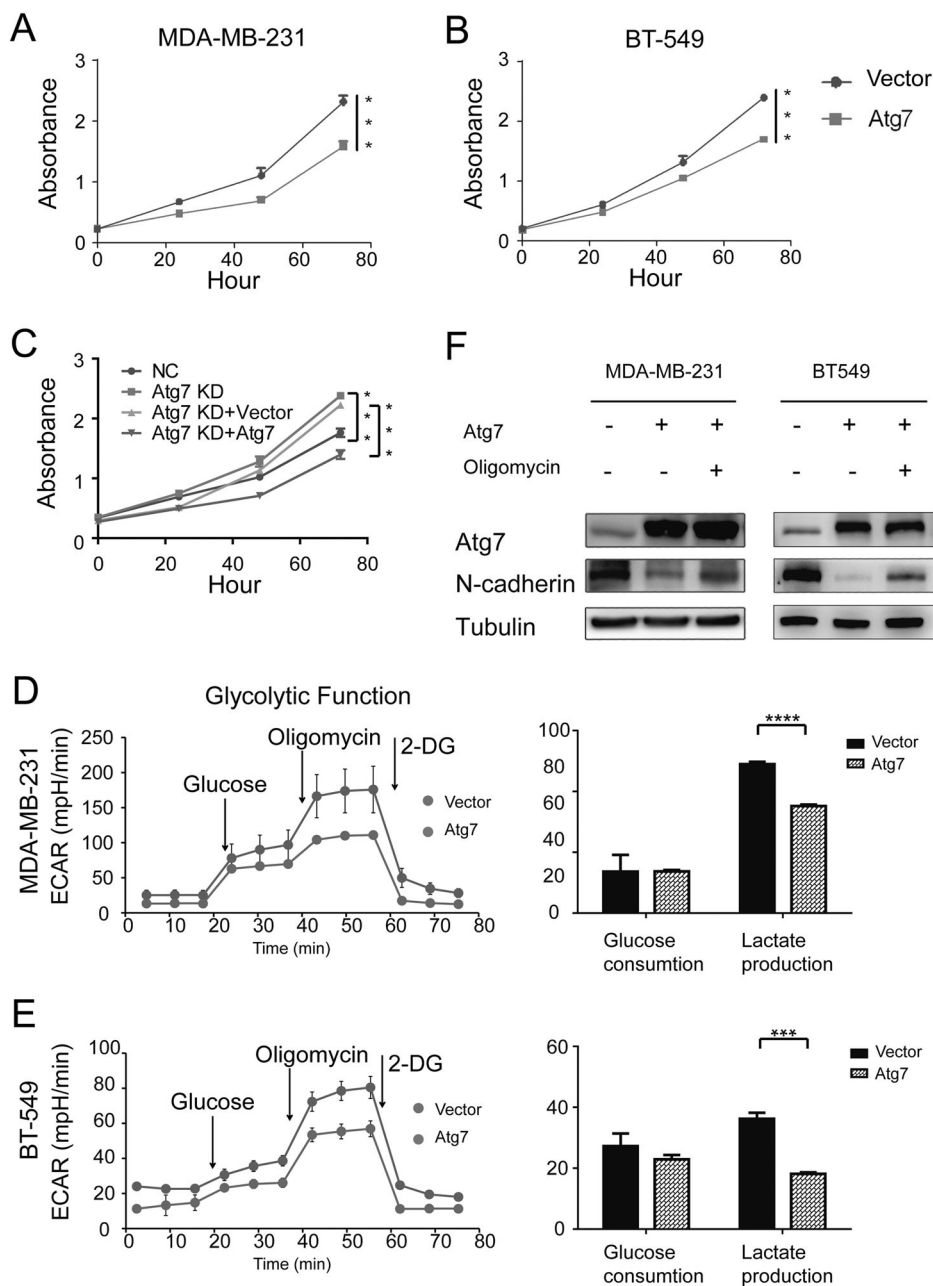 A
MDA-MB-231
Absorbance
3
2
1
0
0 20 40 60 80
Hour
* * *
B
BT-549
Absorbance
3
2
1
0
0 20 40 60 80
Hour
* * *
Vector
Atg7
C
Absorbance
3
2
1
0
0 20 40 60 80
Hour
NC
Atg7 KD
Atg7 KD+Vector
Atg7 KD+Atg7
* * *
* * *
F
MDA-MB-231 BT549
Atg7 - + + - + +
Oligomycin - - + - - +
Atg7
N-cadherin
Tubulin
D
Glycolytic Function
MDA-MB-231
ECAR (mpH/min)
250
200
150
100
50
0
0 10 20 30 40 50 60 70 80
Time (min)
Glucose
Oligomycin
2-DG
Vector
Atg7
80
60
40
20
0
****
Vector
Atg7
Glucose consumtion
Lactate production
E
BT-549
ECAR (mpH/min)
100
80
60
40
20
0
0 10 20 30 40 50 60 70 80
Time (min)
Glucose
Oligomycin
2-DG
Vector
Atg7
60
40
20
0
***
Vector
Atg7
Glucose consumtion
Lactate production